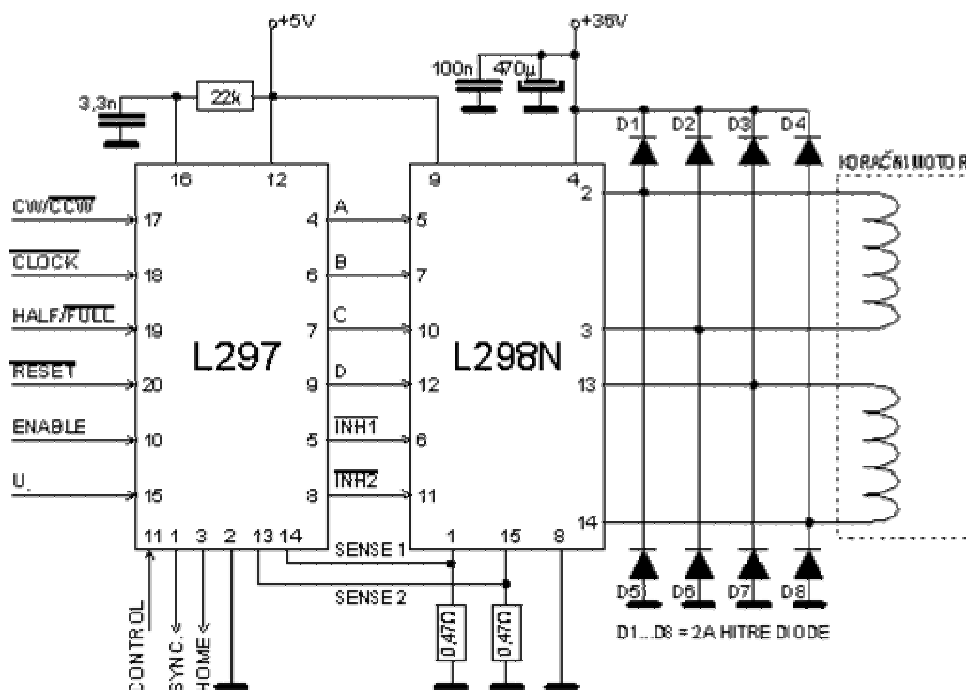 +5V
+36V
100n
470µ
3,3n
22k
D1
D2
D3
D4
KORAČNI MOTOR
16
12
9
4
2
CW/CCW
17
4
A
5
CLOCK
18
6
B
7
HALF/FULL
19
7
C
10
3
L297
L298N
RESET
20
9
D
12
13
ENABLE
10
5
INH1
6
U
15
8
INH2
11
14
11
1
3
2
13
14
1
15
8
SENSE 1
SENSE 2
D5
D6
D7
D8
CONTROL
SYNC.
HOME
0,47Ω
0,47Ω
D1...D8 = 2A HITRE DIODE